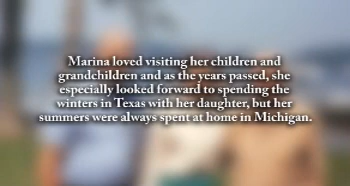 Marina loved visiting her children and
grandchildren and as the years passed, she
especially looked forward to spending the
winters in Texas with her daughter, but her
summers were always spent at home in Michigan.